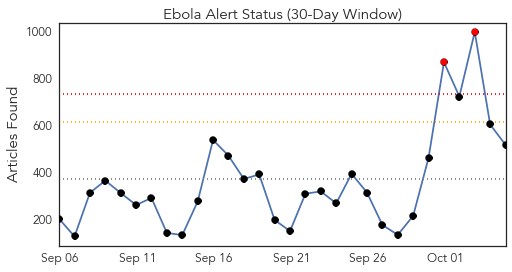 Ebola Alert Status (30-Day Window)
Articles Found
1000
800
600
400
200
Sep 06
Sep 11
Sep 16
Sep 21
Sep 26
Oct 01